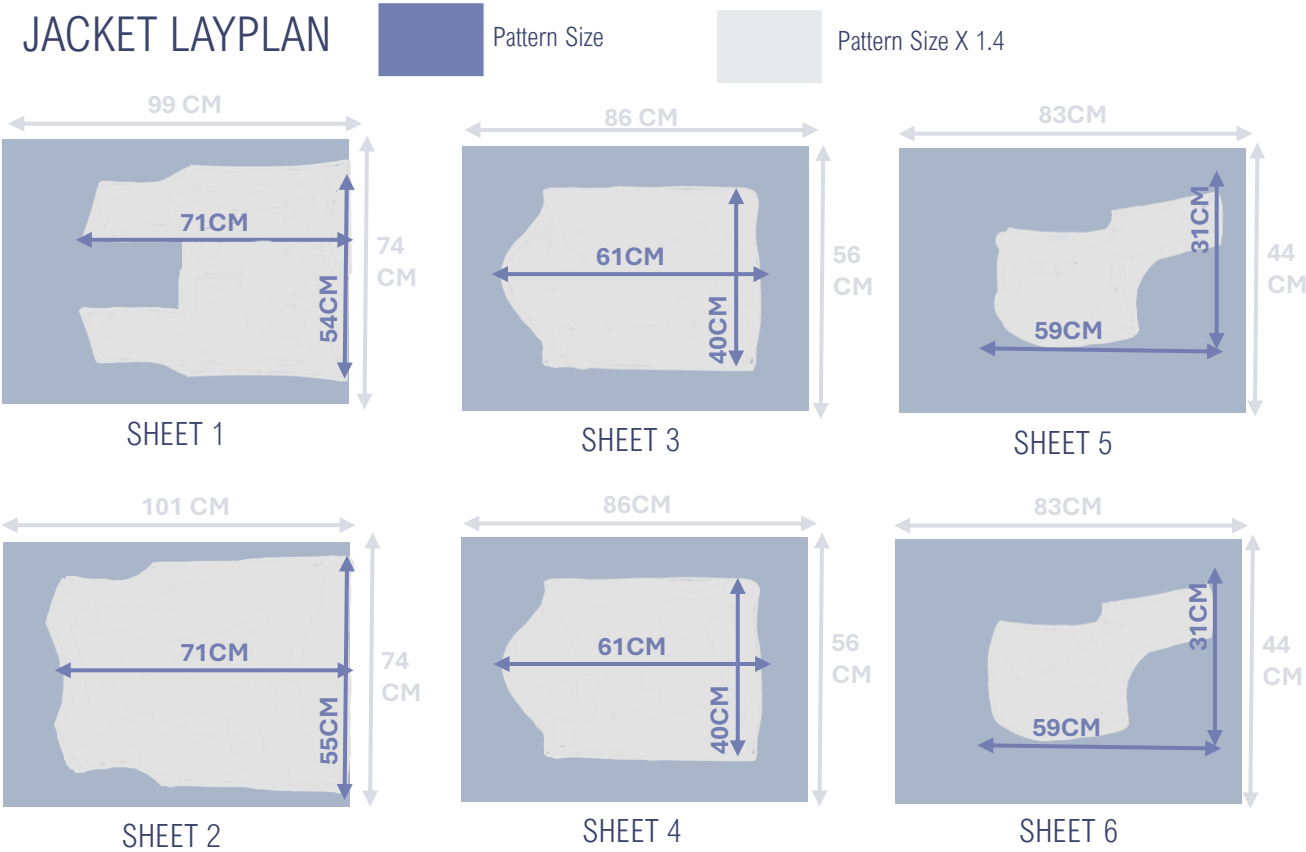 JACKET LAYPLAN
Pattern Size
Pattern Size X 1.4
99 CM
71CM
54CM
74
CM
SHEET 1
86 CM
61CM
40CM
56
CM
SHEET 3
83CM
31CM
59CM
44
CM
SHEET 5
101 CM
71CM
55CM
74
CM
SHEET 2
86CM
61CM
40CM
56
CM
SHEET 4
83CM
31CM
59CM
44
CM
SHEET 6